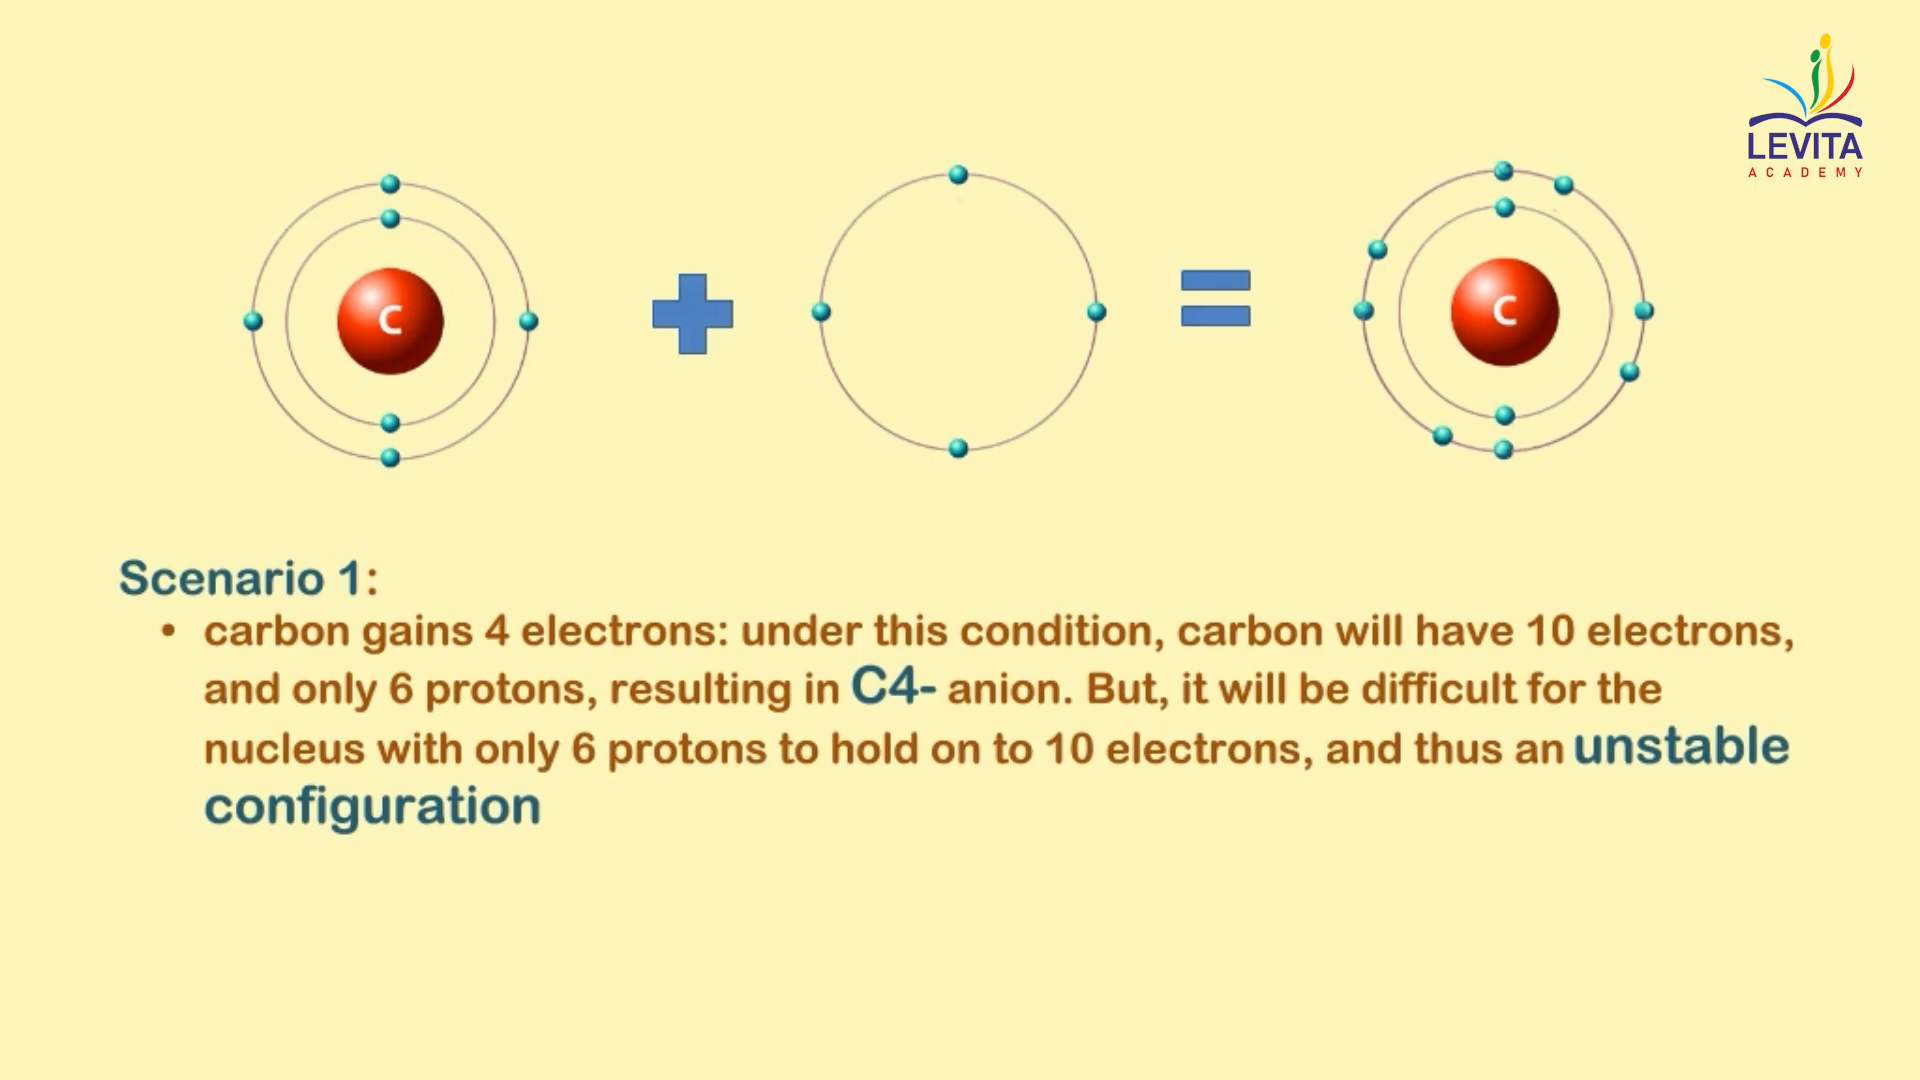 LEVITA
ACADEMY
C
C
Scenario 1:
• carbon gains 4 electrons: under this condition, carbon will have 10 electrons,
and only 6 protons, resulting in C4- anion. But, it will be difficult for the
nucleus with only 6 protons to hold on to 10 electrons, and thus an unstable
configuration